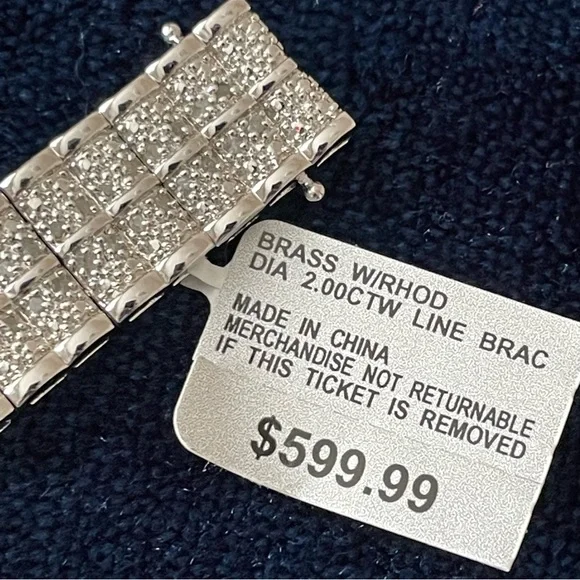 BRASS W/RHOD
DIA 2.00CTW LINE BRAC
MADE IN CHINA
MERCHANDISE NOT RETURNABLE
IF THIS TICKET IS REMOVED
$599.99